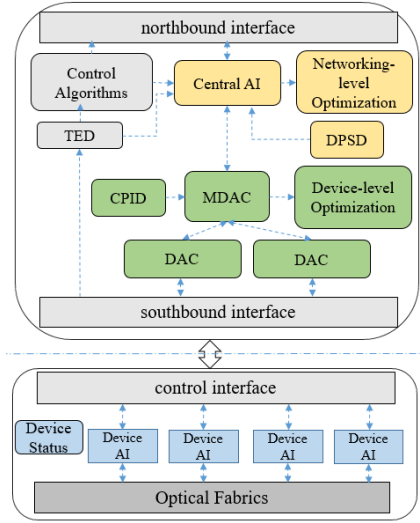 northbound interface
Control
Algorithms
Central AI
Networking-
level
Optimization
TED
DPSD
CPID
MDAC
Device-level
Optimization
DAC
DAC
southbound interface
control interface
Device
Status
Device
AI
Device
AI
Device
AI
Device
AI
Optical Fabrics